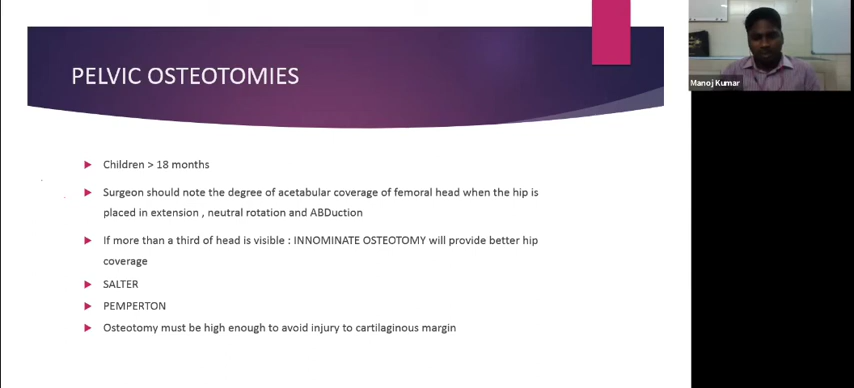 PELVIC OSTEOTOMIES
Manoj Kumar
Children > 18 months
Surgeon should note the degree of acetabular coverage of femoral head when the hip is
placed in extension , neutral rotation and ABDuction
If more than a third of head is visible : INNOMINATE OSTEOTOMY will provide better hip
coverage
SALTER
PEMPERTON
Osteotomy must be high enough to avoid injury to cartilaginous margin